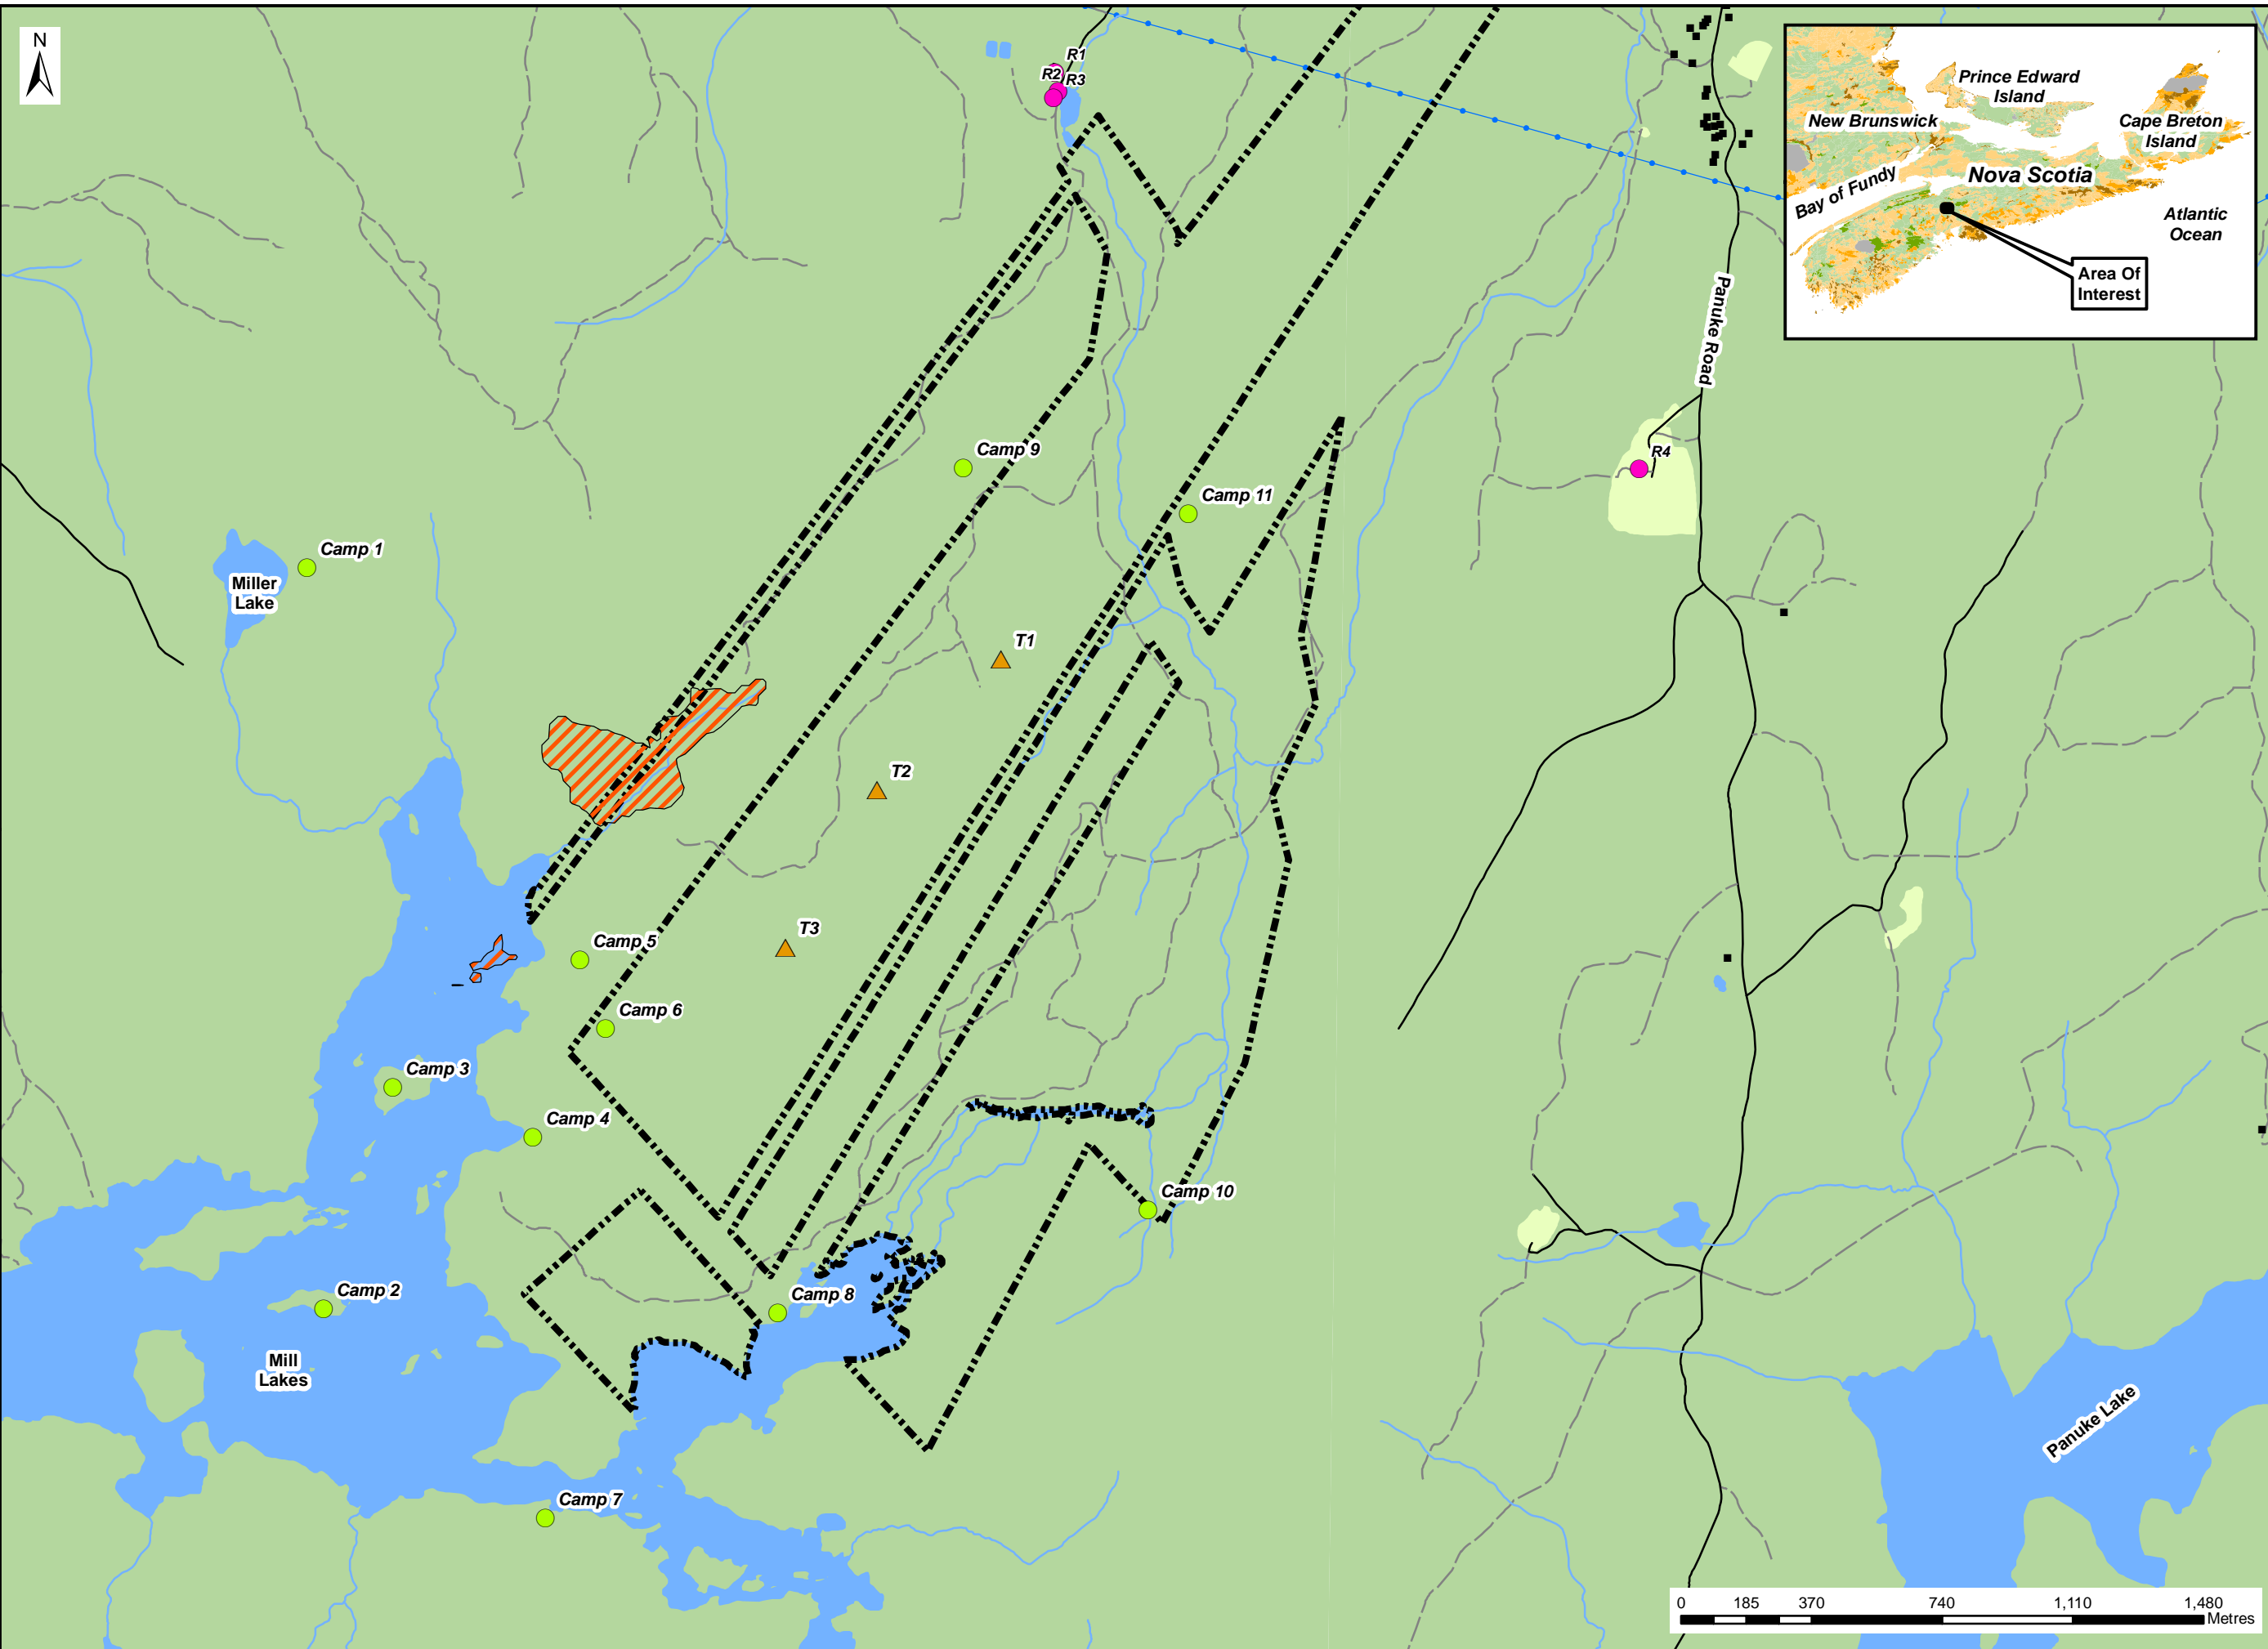 N
R1
R2
R3
Prince Edward
Island
New Brunswick
Cape Breton
Island
Nova Scotia
Bay of Fundy
Atlantic
Ocean
Area Of
Interest
Panuke Road
Camp 9
R4
Camp 11
Camp 1
Miller
Lake
T1
T2
T3
Camp 5
Camp 6
Camp 3
Camp 4
Camp 10
Camp 2
Camp 8
Mill
Lakes
Panuke Lake
Camp 7
0 185 370 740 1,110 1,480
Metres